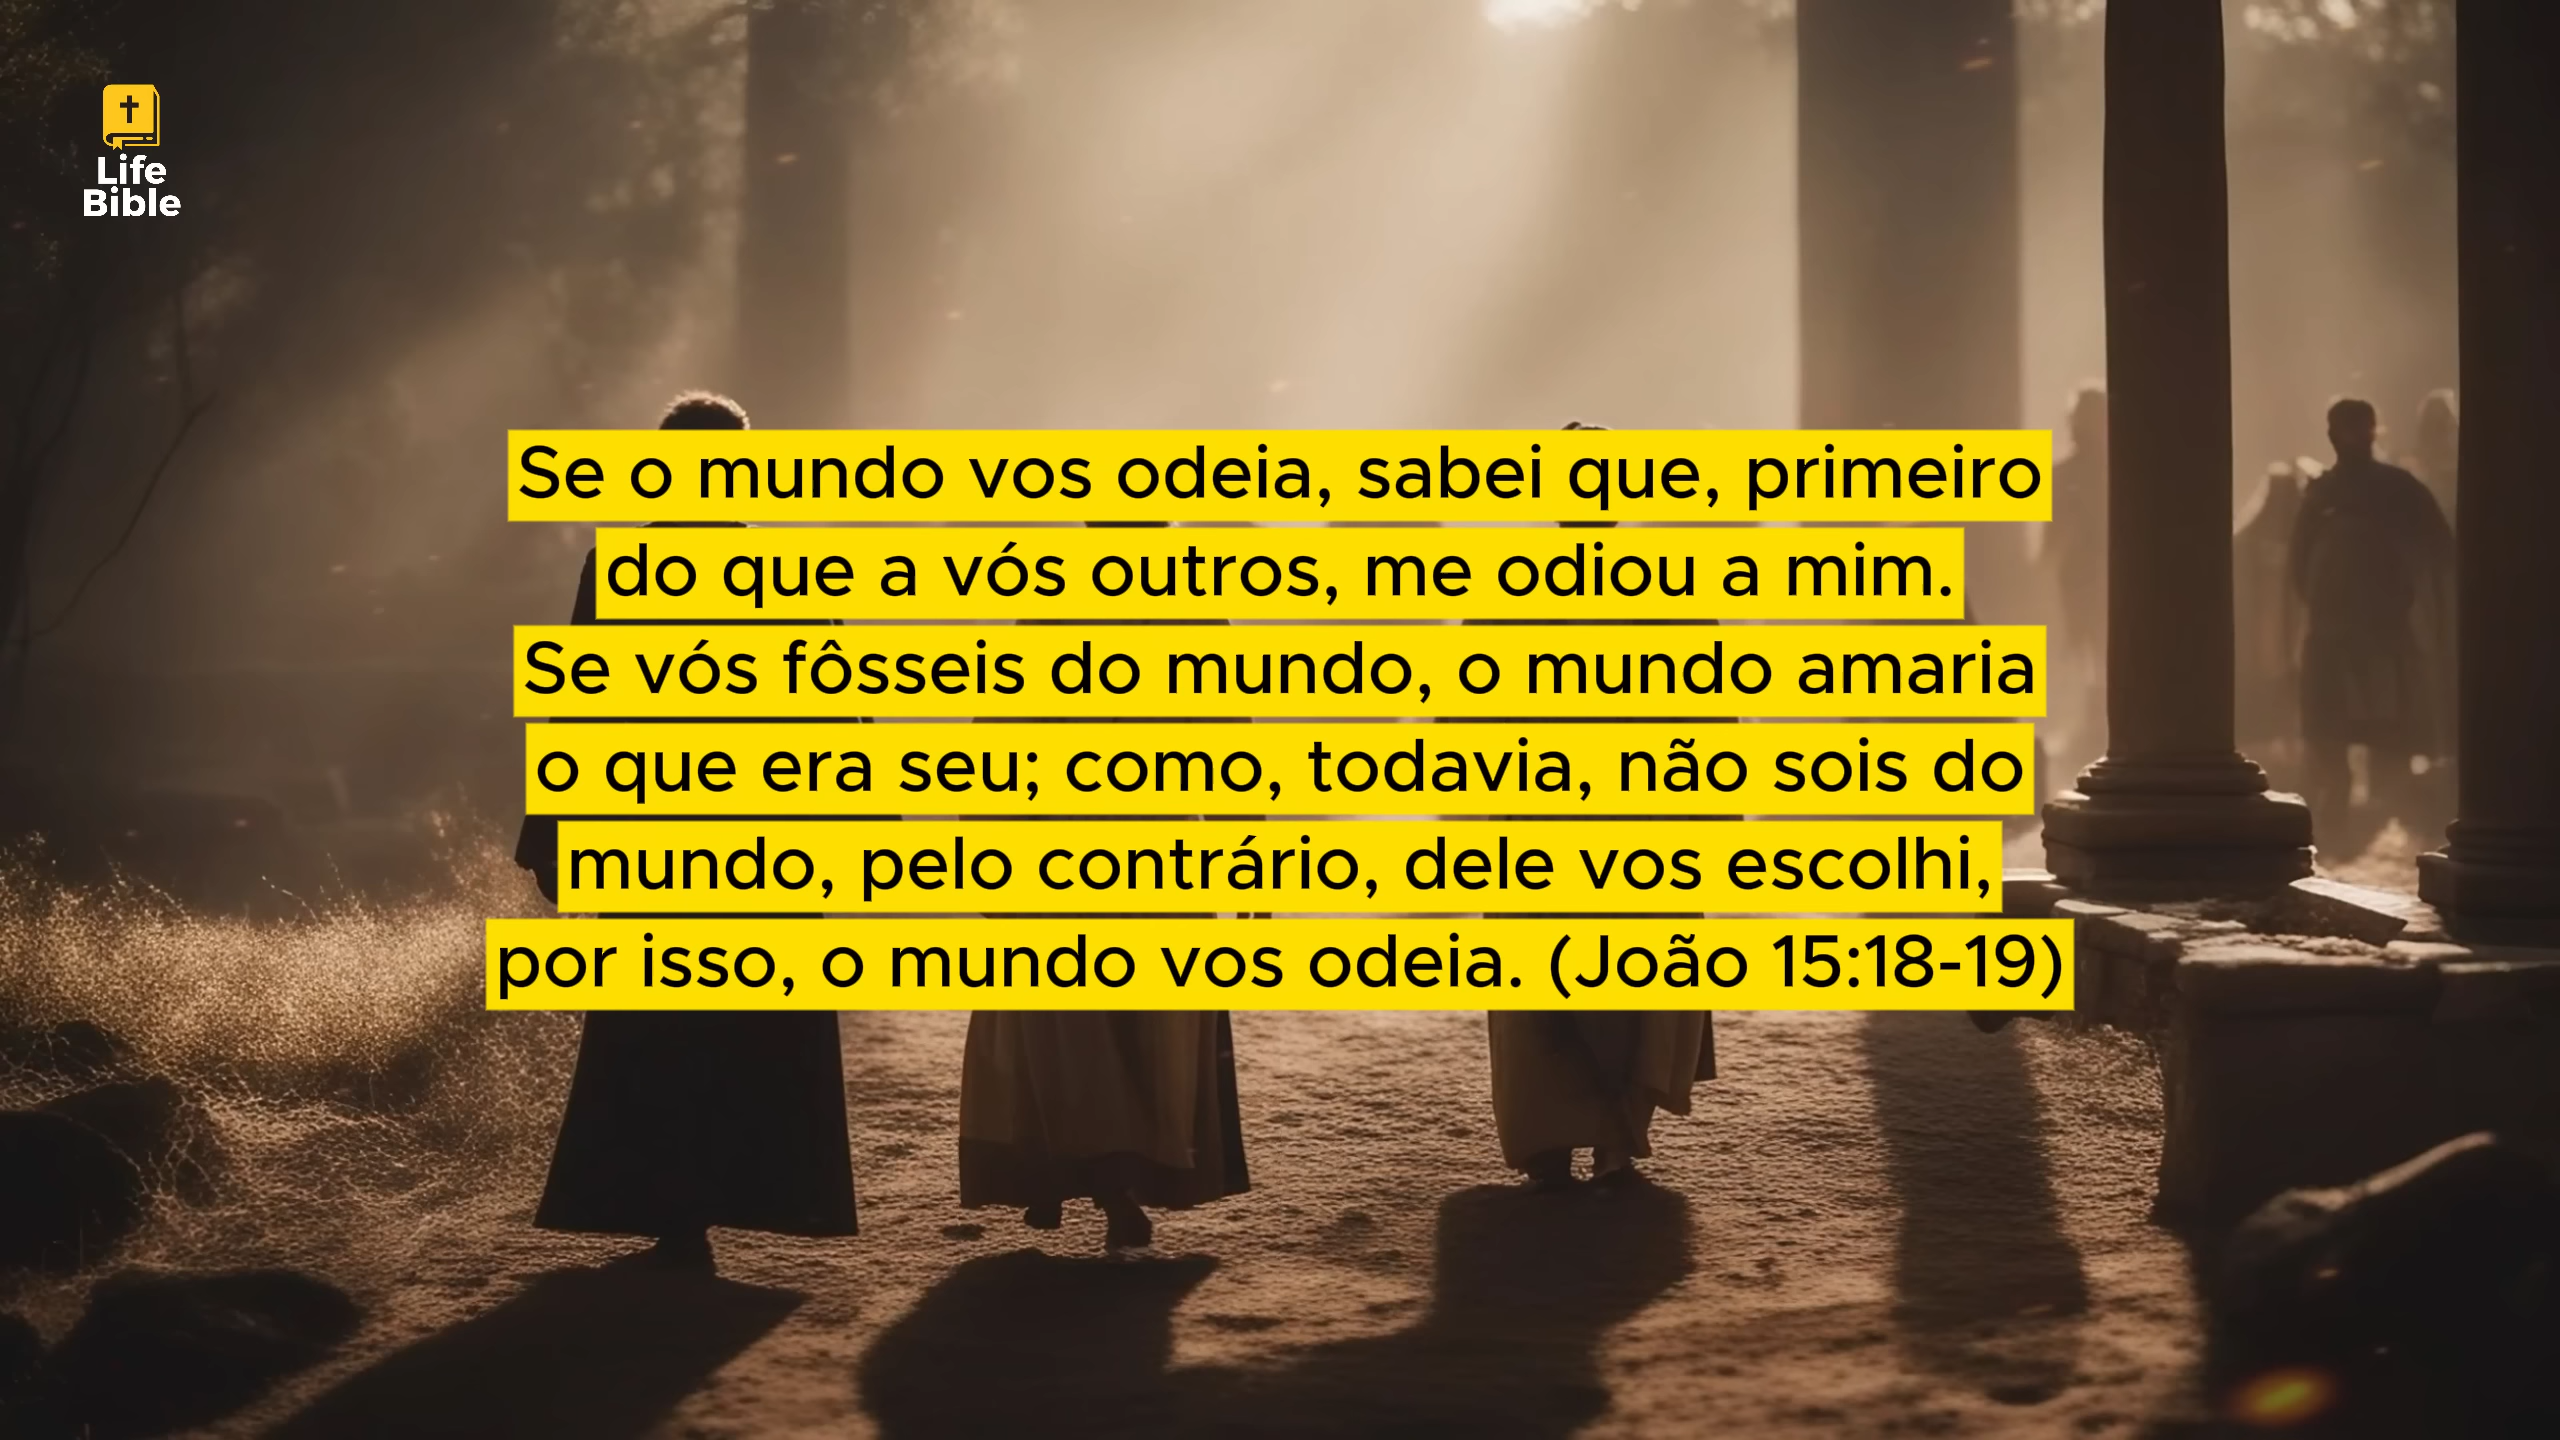 Life
Bible
Se o mundo vos odeia, sabei que, primeiro
do que a vós outros, me odiou a mim.
Se vós fôsseis do mundo, o mundo amaria
o que era seu; como, todavia, não sois do
mundo, pelo contrário, dele vos escolhi,
por isso, o mundo vos odeia. (João 15:18-19)